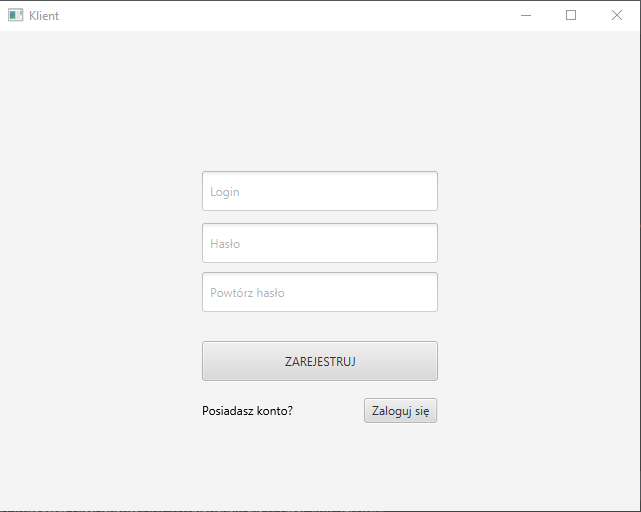 Klient
Login
Hasło
Powtórz hasło
ZAREJESTRUJ
Posiadasz konto? Zaloguj się